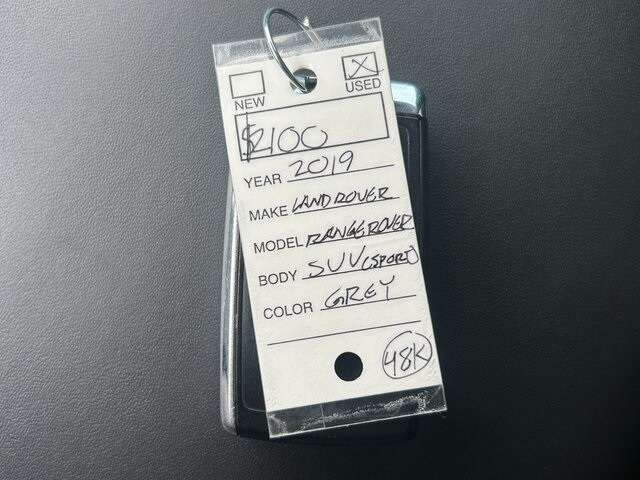 NEW USED
$2100
YEAR 2019
MAKE LAND ROVER
MODEL RANGE ROVER
BODY SUV (SPORT)
COLOR GREY
48K